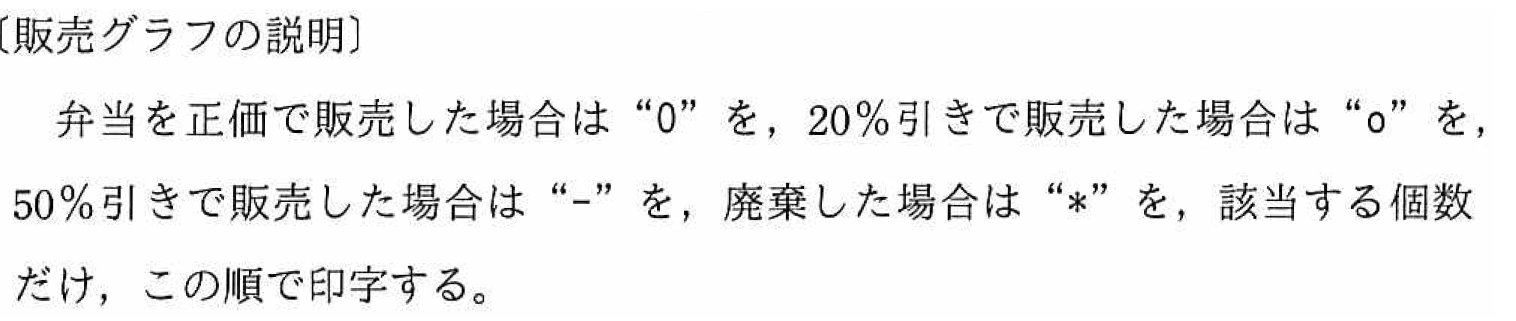 〔販売グラフの説明〕
弁当を正価で販売した場合は“0”を，20％引きで販売した場合は“o”を，
50％引きで販売した場合は“-”を，廃棄した場合は“*”を，該当する個数
だけ，この順で印字する。